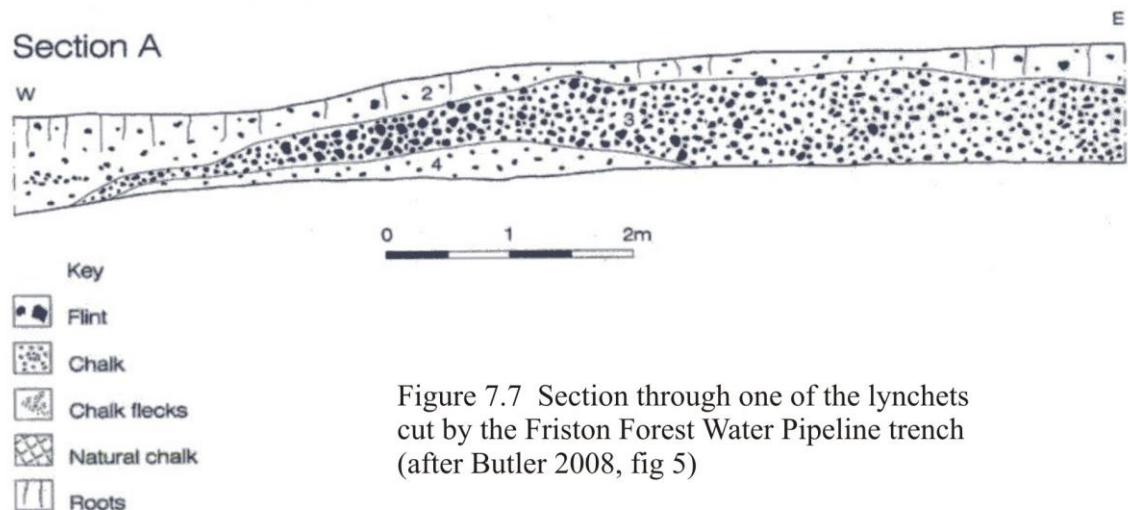 E
Section A
W
2
3
4
0 1 2m
Key
Flint
Chalk
Chalk flecks
Natural chalk
Roots
Figure 7.7 Section through one of the lynchets
cut by the Friston Forest Water Pipeline trench
(after Butler 2008, fig 5)